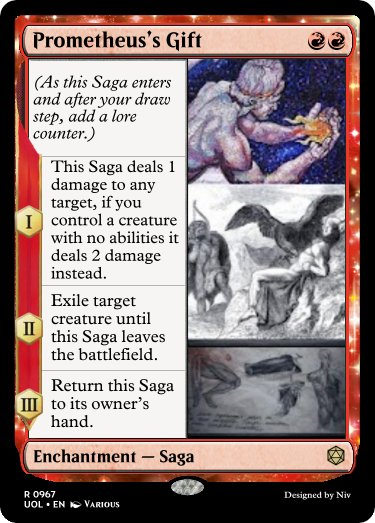 Prometheus's Gift
(As this Saga enters
and after your draw
step, add a lore
counter.)
I
This Saga deals 1
damage to any
target, if you
control a creature
with no abilities it
deals 2 damage
instead.
II
Exile target
creature until
this Saga leaves
the battlefield.
III
Return this Saga
to its owner's
hand.
Enchantment — Saga
R 0967
UOL • EN Various
Designed by Niv